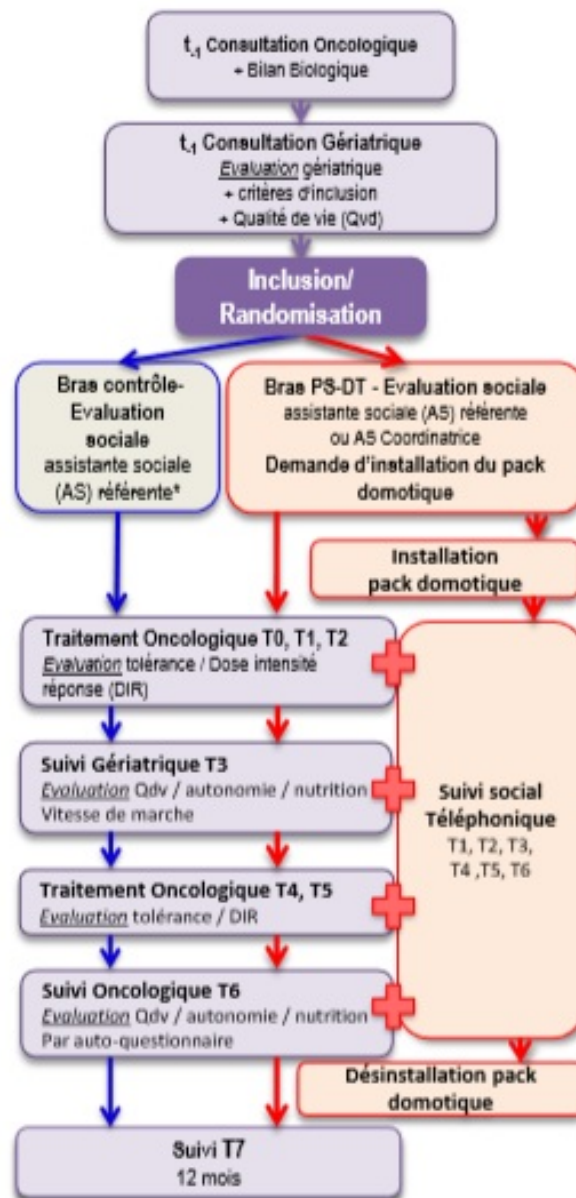 t-1 Consultation Oncologique
+ Bilan Biologique
t-1 Consultation Gériatrique
Evaluation gériatrique
+ critères d'inclusion
+ Qualité de vie (Qvd)
Inclusion/
Randomisation
Bras contrôle-
Evaluation
sociale
assistante sociale
(AS) référente*
Bras PS-DT - Evaluation sociale
assistante sociale (AS) référente
ou AS Coordinatrice
Demande d'installation du pack
domotique
Installation
pack domotique
Traitement Oncologique T0, T1, T2
Evaluation tolérance / Dose intensité
réponse (DIR)
Suivi Gériatrique T3
Evaluation Qdv / autonomie / nutrition
Vitesse de marche
Traitement Oncologique T4, T5
Evaluation tolérance / DIR
Suivi Oncologique T6
Evaluation Qdv / autonomie / nutrition
Par auto-questionnaire
Suivi social
Téléphonique
T1, T2, T3,
T4 ,T5, T6
Désinstallation pack
domotique
Suivi T7
12 mois